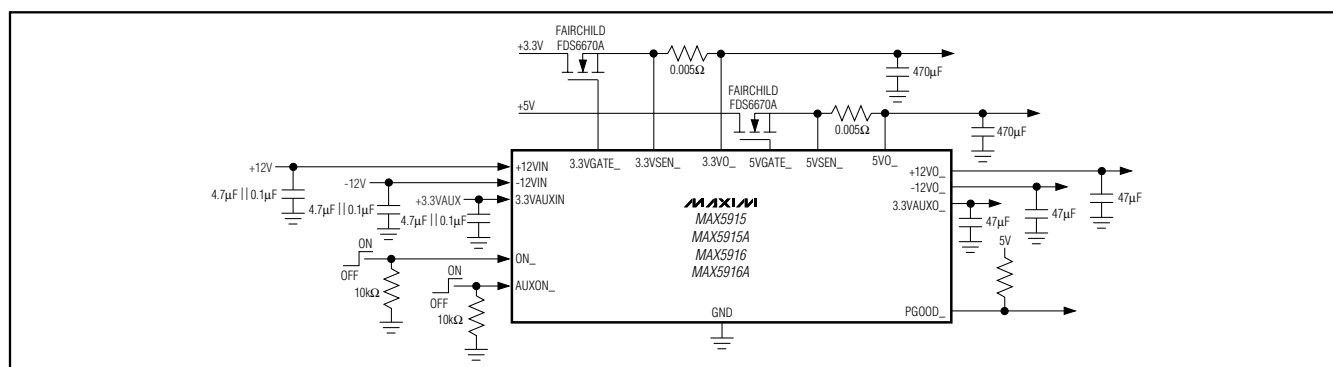 FAIRCHILD
FDS6670A
+3.3V
0.005Ω
470µF
FAIRCHILD
FDS6670A
+5V
0.005Ω
470µF
3.3VGATE_ 3.3VSEN_ 3.3VO_ 5VGATE_ 5VSEN_ 5VO_
+12V
+12VIN
+12VO_
-12V
-12VIN
-12VO_
4.7µF || 0.1µF
+3.3VAUX
3.3VAUXIN
3.3VAUXO_
47µF
4.7µF || 0.1µF
4.7µF || 0.1µF
47µF
47µF
MAXIM
MAX5915
MAX5915A
MAX5916
MAX5916A
5V
ON
OFF
ON_
ON
OFF
AUXON_
10kΩ
10kΩ
GND
PGOOD_